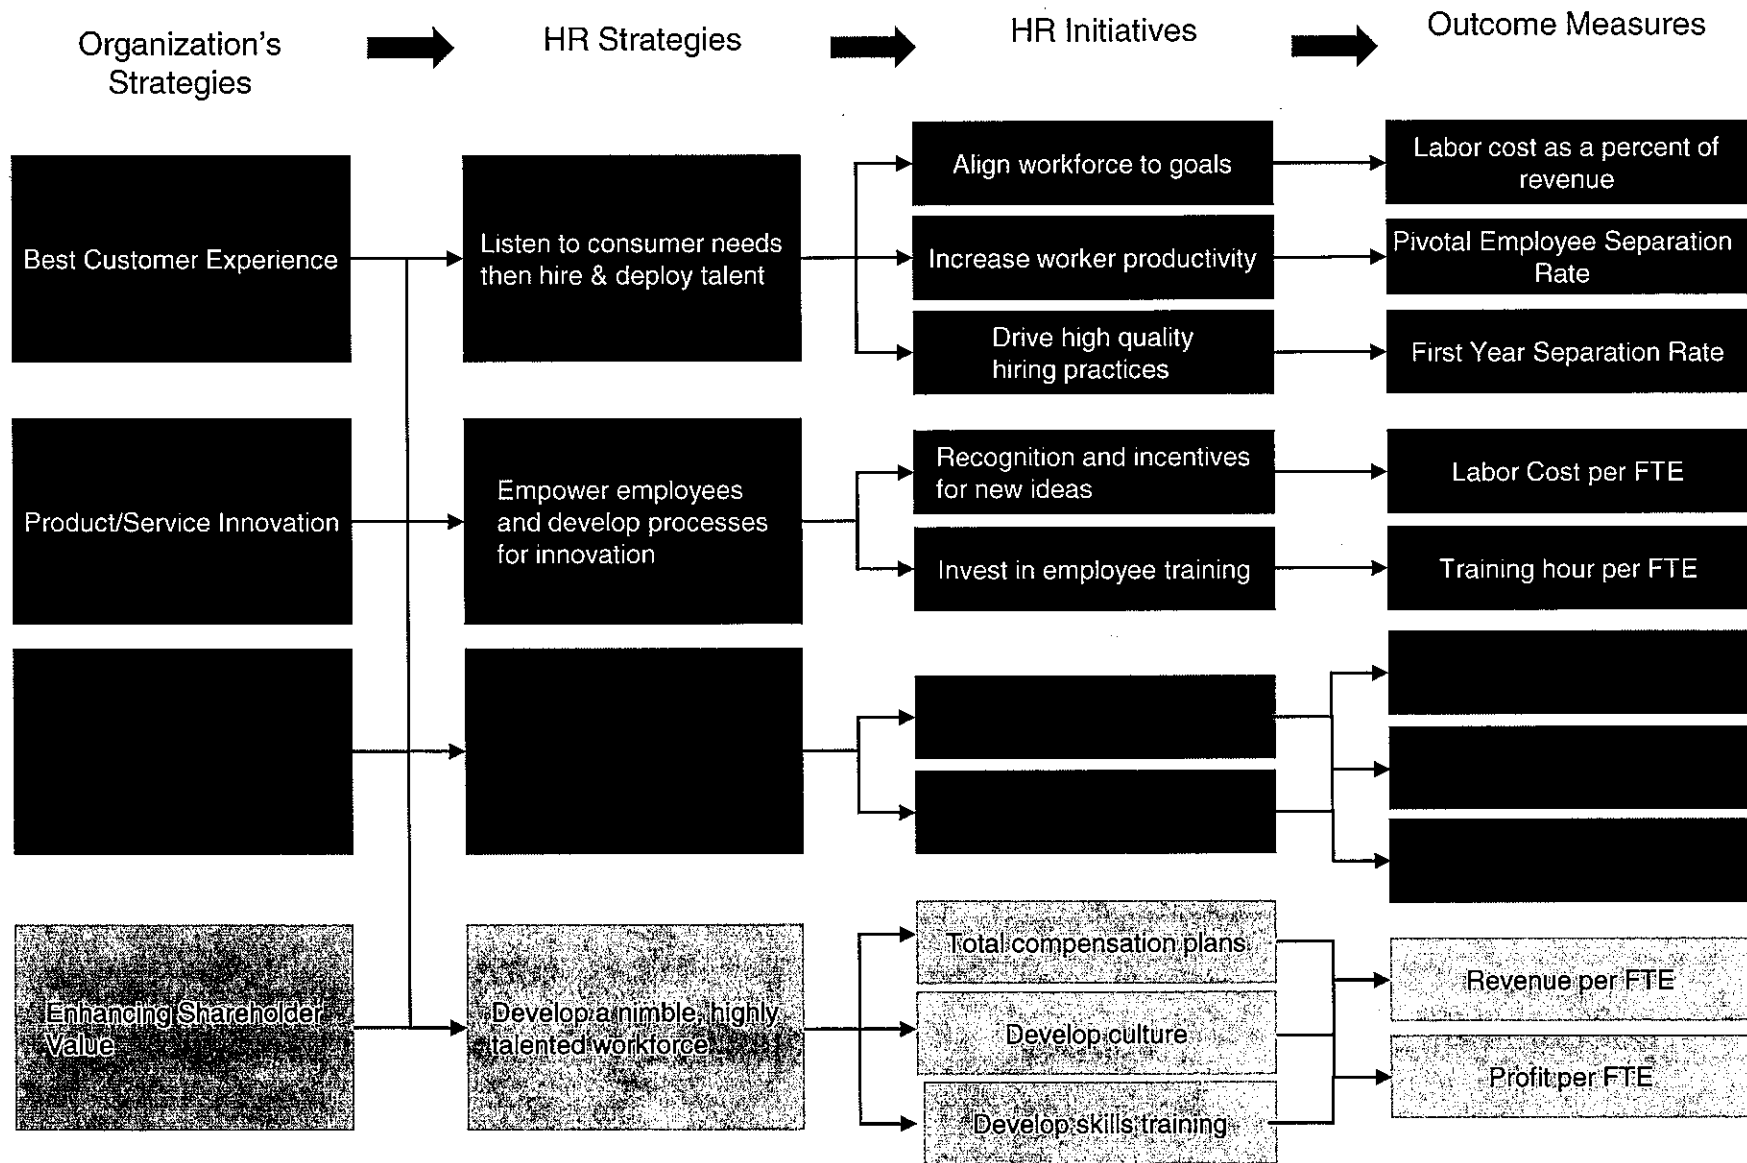 Organization's
Strategies
HR Strategies
HR Initiatives
Outcome Measures
Best Customer Experience
Listen to consumer needs
then hire & deploy talent
Align workforce to goals
Labor cost as a percent of
revenue
Increase worker productivity
Pivotal Employee Separation
Rate
Drive high quality
hiring practices
First Year Separation Rate
Product/Service Innovation
Empower employees
and develop processes
for innovation
Recognition and incentives
for new ideas
Labor Cost per FTE
Invest in employee training
Training hour per FTE
Enhancing Shareholder
Value
Develop a nimble, highly
talented workforce
Total compensation plans
Develop culture
Develop skills training
Revenue per FTE
Profit per FTE